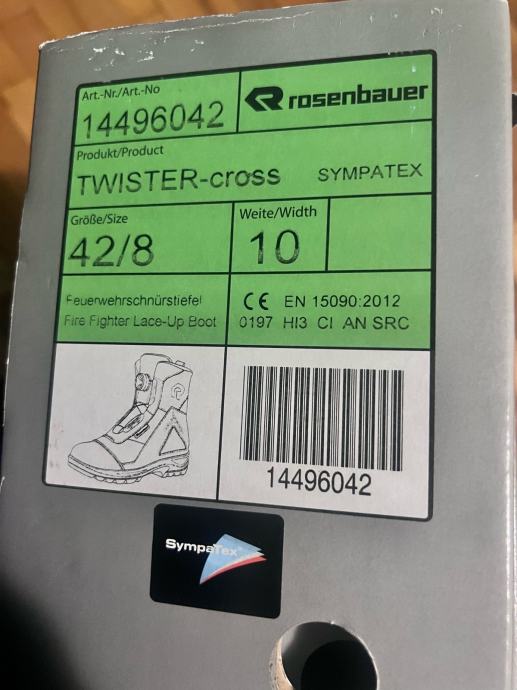 Art.-Nr./Art.-No
14496042
rosenbauer
Produkt/Product
TWISTER-cross SYMPATEX
Größe/Size
42/8
Weite/Width
10
Feuerwehrschnürstiefel
Fire Fighter Lace-Up Boot
CE EN 15090:2012
0197 HI3 CI AN SRC
14496042
SympaTex